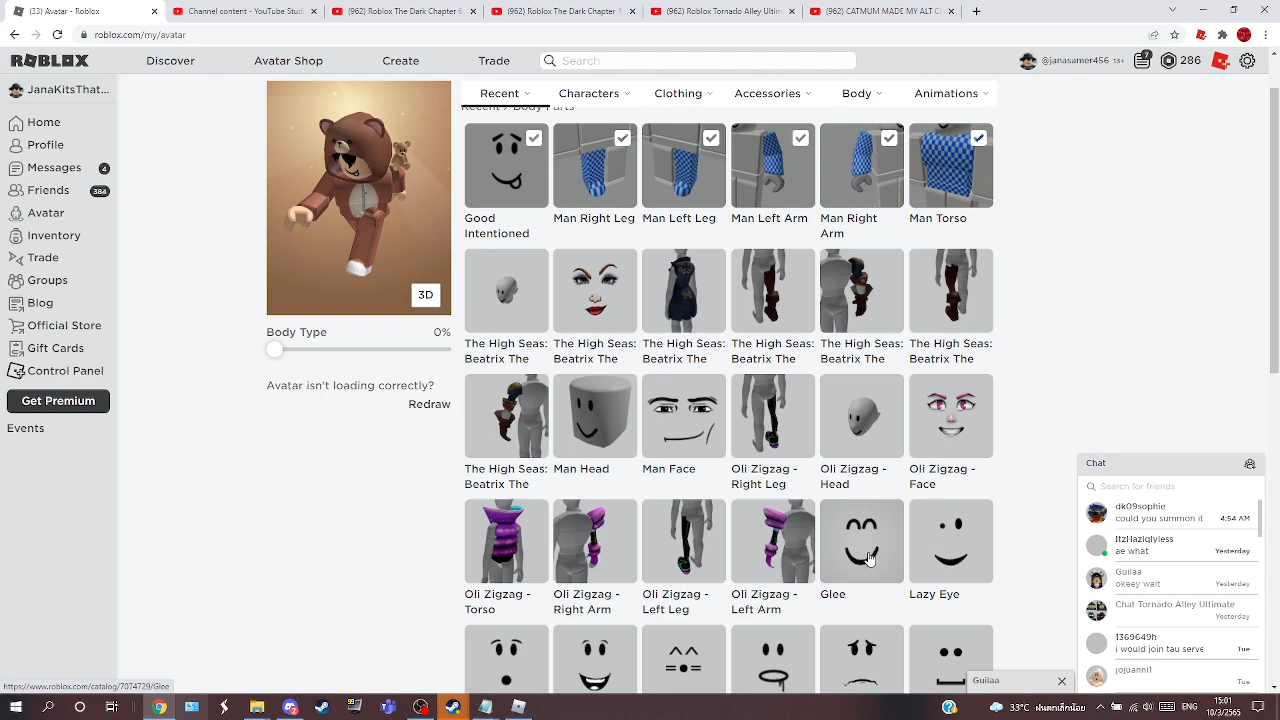 (33) Avatar - Roblox
Channel content - YouTube Studi
(962) Roblox The Dark Chapter 6
(962) Roblox The Dark Chapter 1
(962) Roblox Tornado Alley Ultim
(962) CATMUM MADE MY ALT C
roblox.com/my/avatar
ROBLOX
Discover
Avatar Shop
Create
Trade
Search
@janasamer456 13+
286
JanaKitsThat...
Home
Profile
Messages 4
Friends 384
Avatar
Inventory
Trade
Groups
Blog
Official Store
Gift Cards
Control Panel
Get Premium
Events
3D
Body Type 0%
Avatar isn't loading correctly?
Redraw
Recent
Characters
Clothing
Accessories
Body
Animations
Good Intentioned
Man Right Leg
Man Left Leg
Man Left Arm
Man Right Arm
Man Torso
The High Seas: Beatrix The
The High Seas: Beatrix The
The High Seas: Beatrix The
The High Seas: Beatrix The
The High Seas: Beatrix The
The High Seas: Beatrix The
The High Seas: Beatrix The
Man Head
Man Face
Oli Zigzag - Right Leg
Oli Zigzag - Head
Oli Zigzag - Face
Oli Zigzag - Torso
Oli Zigzag - Right Arm
Oli Zigzag - Left Leg
Oli Zigzag - Left Arm
Glee
Lazy Eye
Chat
Search for friends
dk09sophie
could you summon it 4:54 AM
ItzHaziqIyless
ae what Yesterday
Guilaa
okeey wait Yesterday
Chat Tornado Alley Ultimate
Yesterday
1369649h
i would join tau serve Tue
jojuanni1
Tue
Guilaa
https://www.roblox.com/catalog/7074729/Glee
33°C
10/3/2565